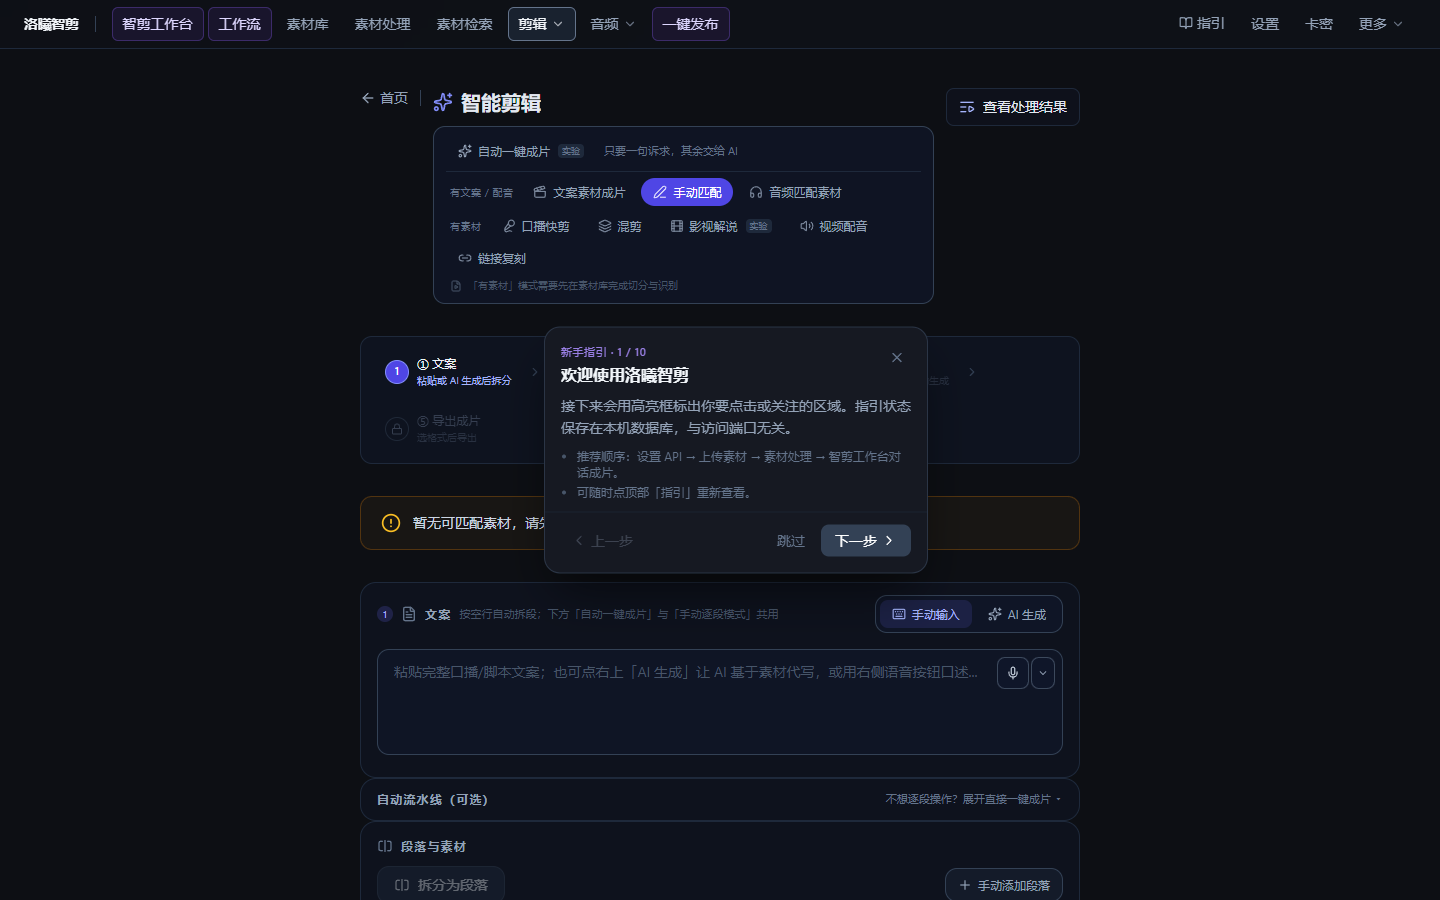 洛曦智剪
智剪工作台
工作流
素材库
素材处理
素材检索
剪辑
音频
一键发布
指引
设置
卡密
更多
首页
智能剪辑
查看处理结果
自动一键成片 实验 只要一句诉求，其余交给 AI
有文案 / 配音 文案素材成片 手动匹配 音频匹配素材
有素材 口播快剪 混剪 影视解说 实验 视频配音
链接复刻
「有素材」模式需要先在素材库完成切分与识别
1 ① 文案
粘贴或 AI 生成后拆分
生成
⑤ 导出成片
选格式后导出
新手指引 · 1 / 10
欢迎使用洛曦智剪
接下来会用高亮框标出你要点击或关注的区域。指引状态
保存在本机数据库，与访问端口无关。
推荐顺序：设置 API → 上传素材 → 素材处理 → 智剪工作台对
话成片。
可随时点顶部「指引」重新查看。
上一步
跳过
下一步
暂无可匹配素材，请先
1 文案 按空行自动拆段；下方「自动一键成片」与「手动逐段模式」共用
手动输入
AI 生成
粘贴完整口播/脚本文案；也可点右上「AI 生成」让 AI 基于素材代写，或用右侧语音按钮口述...
自动流水线（可选）
不想逐段操作？展开直接一键成片
段落与素材
拆分为段落
手动添加段落